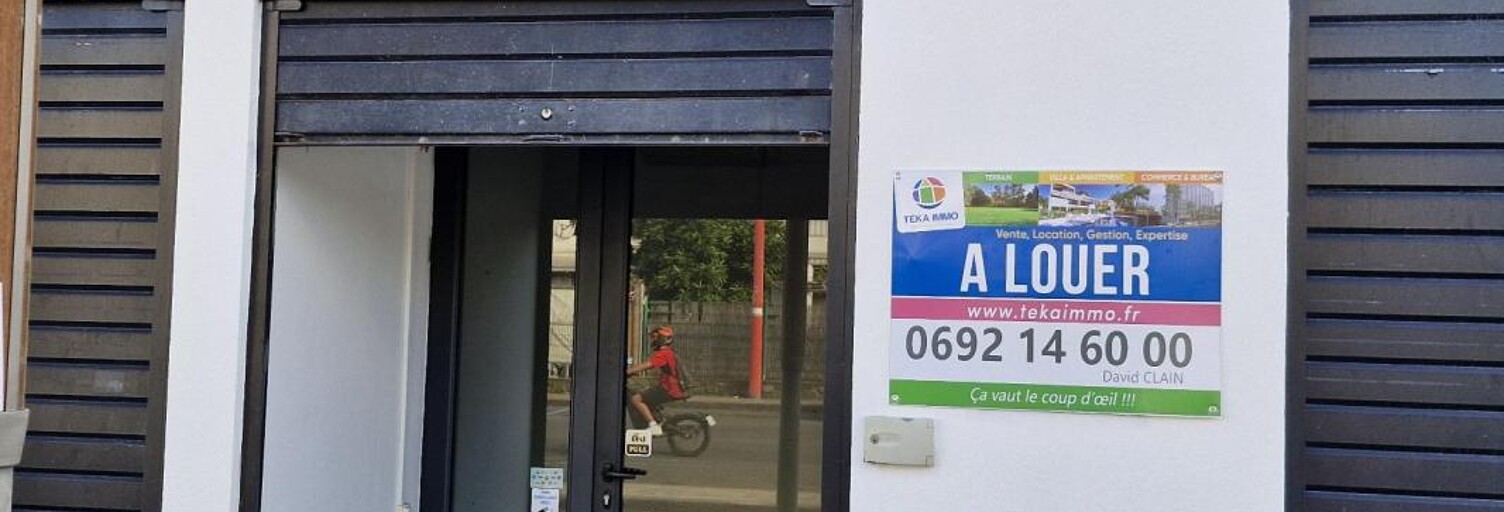 TERRAIN
VILLA & APPARTEMENT
COMMERCE & BUREAU
TEKA IMMO
Vente, Location, Gestion, Expertise
A LOUER
www.tekaimmo.fr
0692 14 60 00
David CLAIN
Ça vaut le coup d'œil !!!
PULL